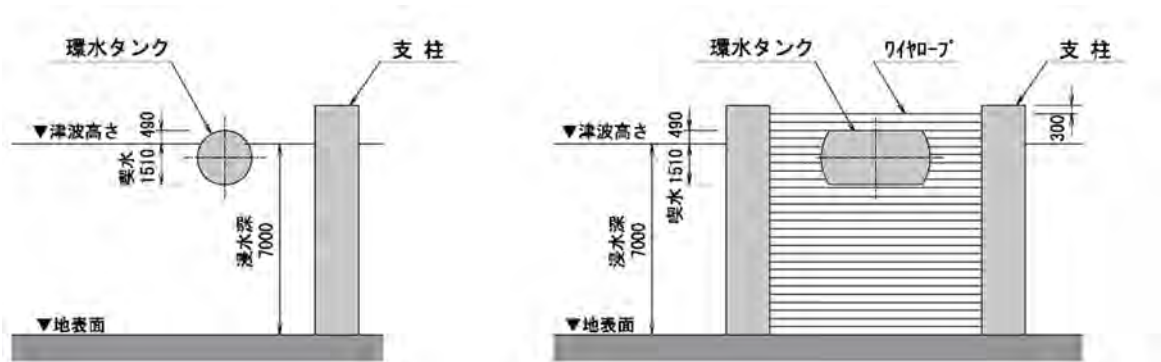 環水タンク
支 柱
▼津波高さ
490
喫水
1510
浸水深
7000
▼地表面
環水タンク
ワイヤロープ
支 柱
▼津波高さ
490
喫水 1510
300
浸水深
7000
▼地表面